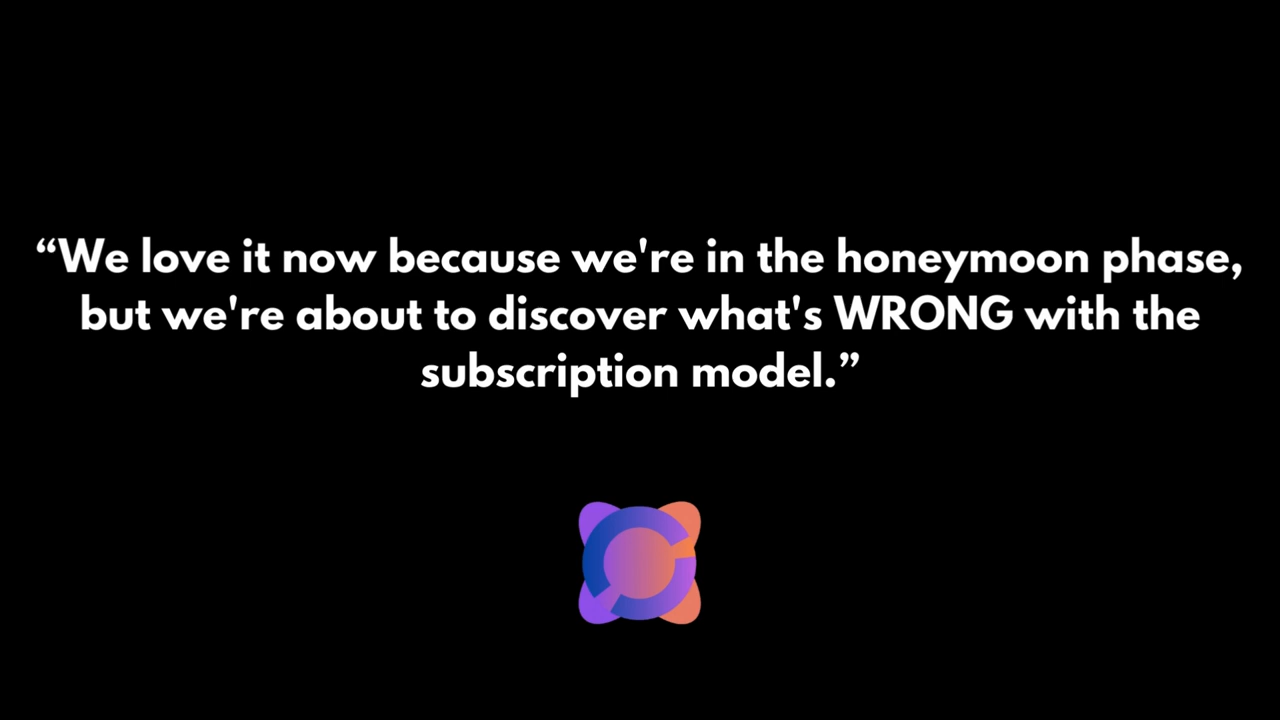 “We love it now because we're in the honeymoon phase,
but we're about to discover what's WRONG with the
subscription model.”